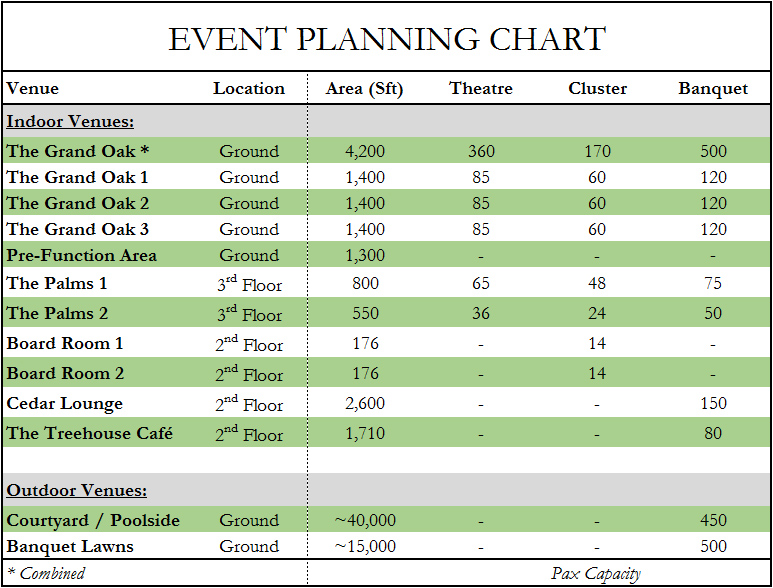 EVENT PLANNING CHART
Venue Location Area (Sft) Theatre Cluster Banquet
Indoor Venues:
The Grand Oak * Ground 4,200 360 170 500
The Grand Oak 1 Ground 1,400 85 60 120
The Grand Oak 2 Ground 1,400 85 60 120
The Grand Oak 3 Ground 1,400 85 60 120
Pre-Function Area Ground 1,300 - - -
The Palms 1 3rd Floor 800 65 48 75
The Palms 2 3rd Floor 550 36 24 50
Board Room 1 2nd Floor 176 - 14 -
Board Room 2 2nd Floor 176 - 14 -
Cedar Lounge 2nd Floor 2,600 - - 150
The Treehouse Café 2nd Floor 1,710 - - 80
Outdoor Venues:
Courtyard / Poolside Ground ~40,000 - - 450
Banquet Lawns Ground ~15,000 - - 500
* Combined Pax Capacity